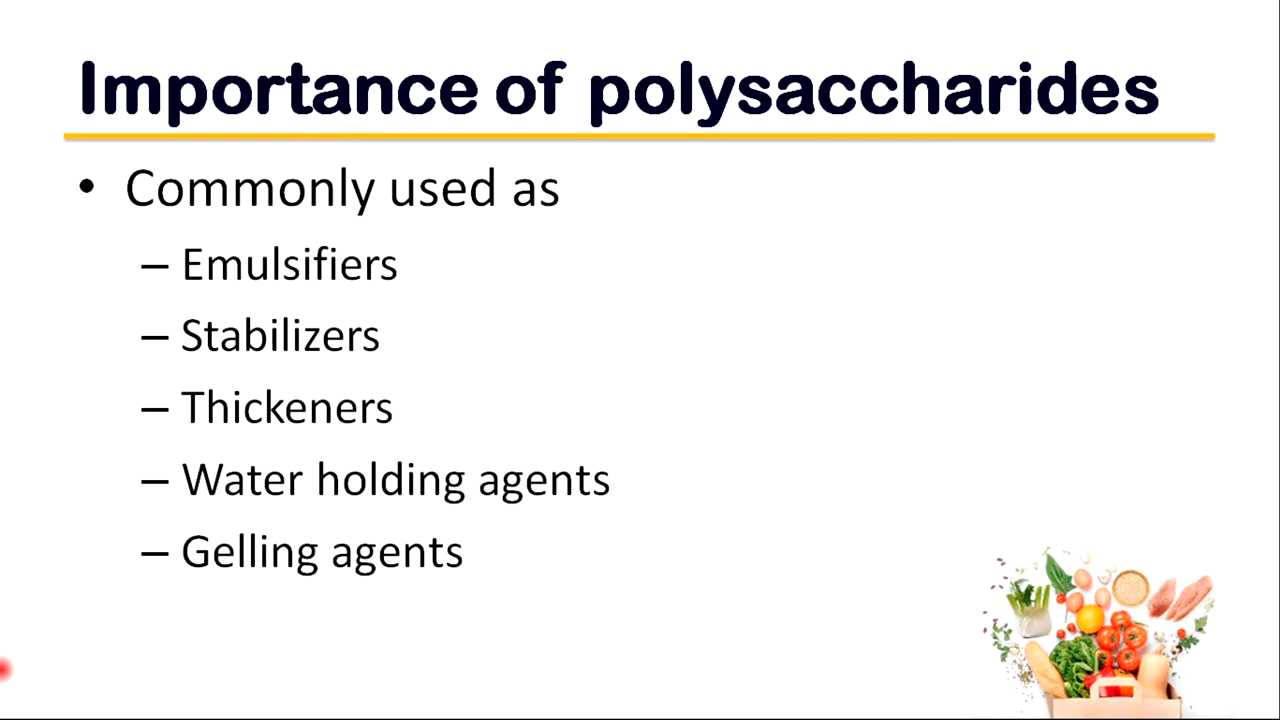 Importance of polysaccharides
• Commonly used as
– Emulsifiers
– Stabilizers
– Thickeners
– Water holding agents
– Gelling agents